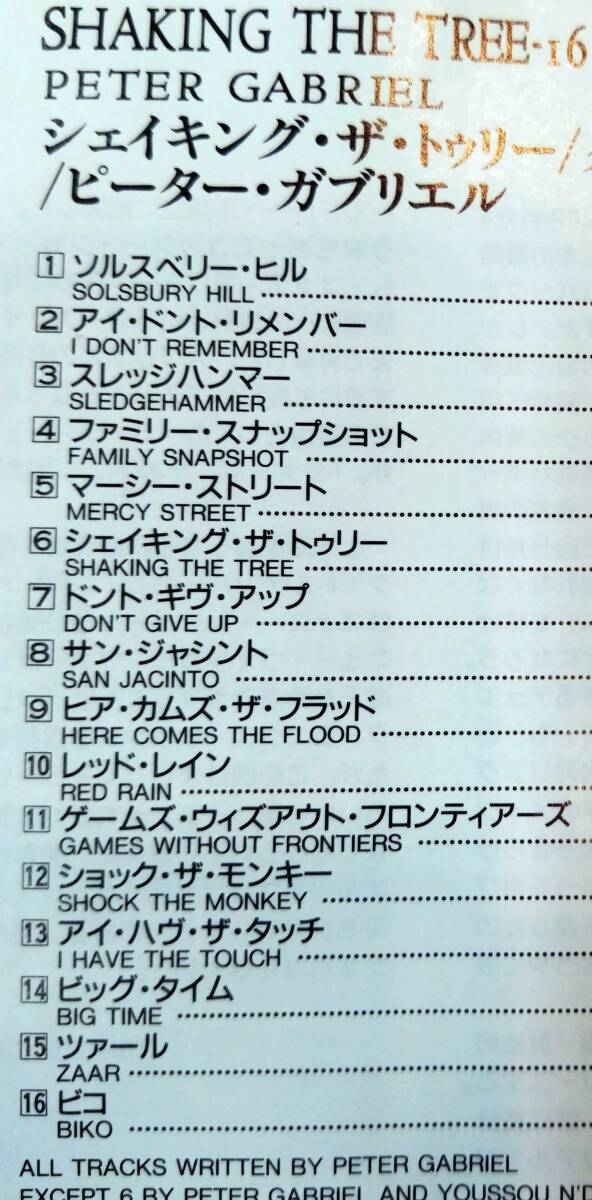 SHAKING THE TREE-16
PETER GABRIEL
シェイキング・ザ・トゥリー/
/ピーター・ガブリエル
1 ソルスベリー・ヒル
SOLSBURY HILL
2 アイ・ドント・リメンバー
I DON'T REMEMBER
3 スレッジハンマー
SLEDGEHAMMER
4 ファミリー・スナップショット
FAMILY SNAPSHOT
5 マーシー・ストリート
MERCY STREET
6 シェイキング・ザ・トゥリー
SHAKING THE TREE
7 ドント・ギヴ・アップ
DON'T GIVE UP
8 サン・ジャシント
SAN JACINTO
9 ヒア・カムズ・ザ・フラッド
HERE COMES THE FLOOD
10 レッド・レイン
RED RAIN
11 ゲームズ・ウィズアウト・フロンティアーズ
GAMES WITHOUT FRONTIERS
12 ショック・ザ・モンキー
SHOCK THE MONKEY
13 アイ・ハヴ・ザ・タッチ
I HAVE THE TOUCH
14 ビッグ・タイム
BIG TIME
15 ツァール
ZAAR
16 ビコ
BIKO
ALL TRACKS WRITTEN BY PETER GABRIEL
EXCEPT 6 BY PETER GABRIEL AND YOUSSOU N'D